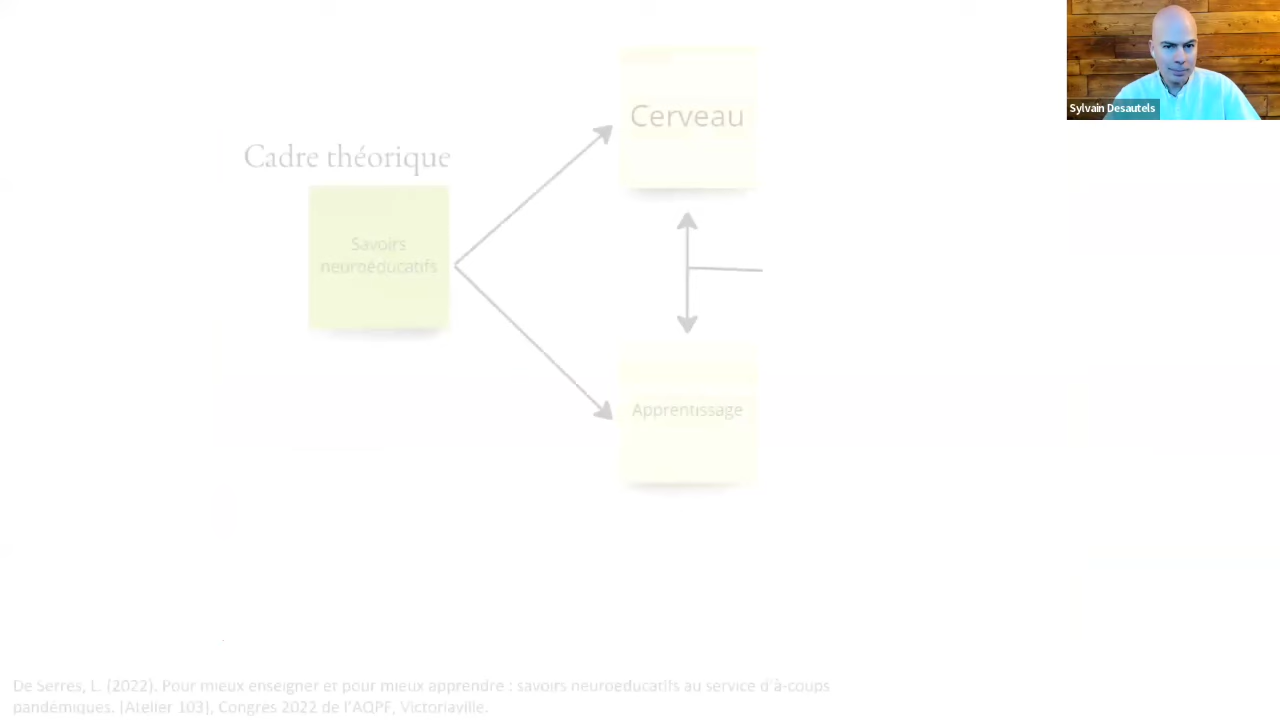 Sylvain Desautels
Cerveau
Cadre théorique
Savoirs
neuroéducatifs
Apprentissage
De Serres, L. (2022). Pour mieux enseigner et pour mieux apprendre : savoirs neuroéducatifs au service d'à-coups
pandémiques. [Atelier 103], Congrès 2022 de l'AQPF, Victoriaville.